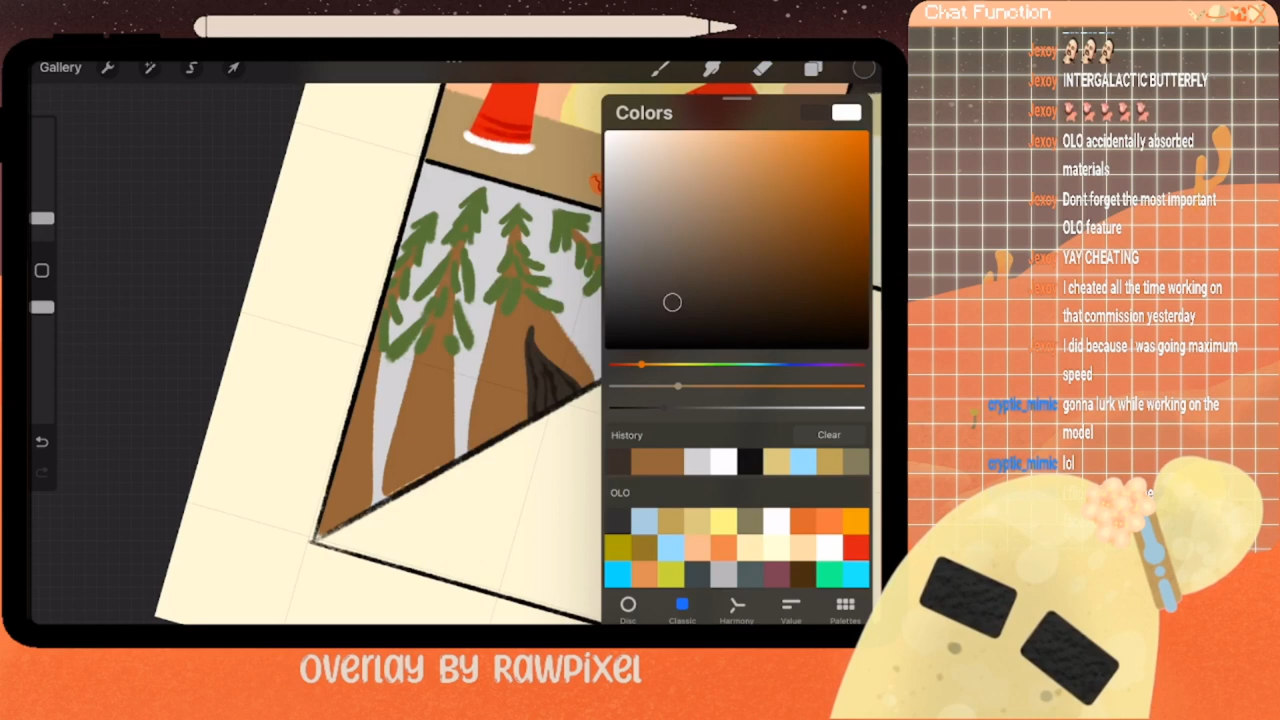 Chat Function
Gallery
Colors
Jexoy
Jexoy INTERGALACTIC BUTTERFLY
Jexoy
Jexoy OLO accidentally absorbed
materials
Jexoy Don't forget the most important
OLO feature
Jexoy YAY CHEATING
Jexoy I cheated all the time working on
that commission yesterday
Jexoy I did because I was going maximum
speed
cryptic_mimic gonna lurk while working on the
model
cryptic_mimic lol
History
Clear
OLO
Disc
Classic
Harmony
Value
Palettes
OVERLAY BY RAWPIXEL